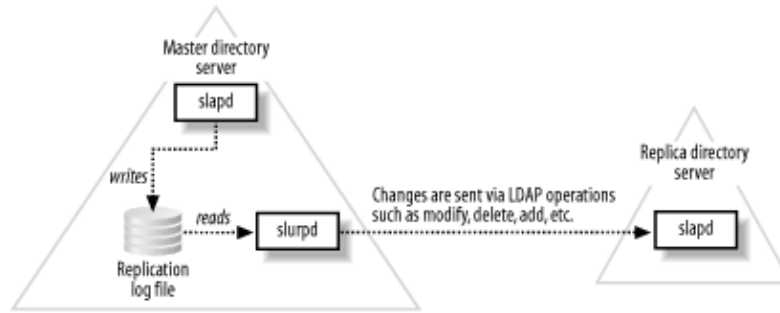 Master directory
server
slapd
writes
reads
Replication
log file
slurpd
Changes are sent via LDAP operations
such as modify, delete, add, etc.
Replica directory
server
slapd